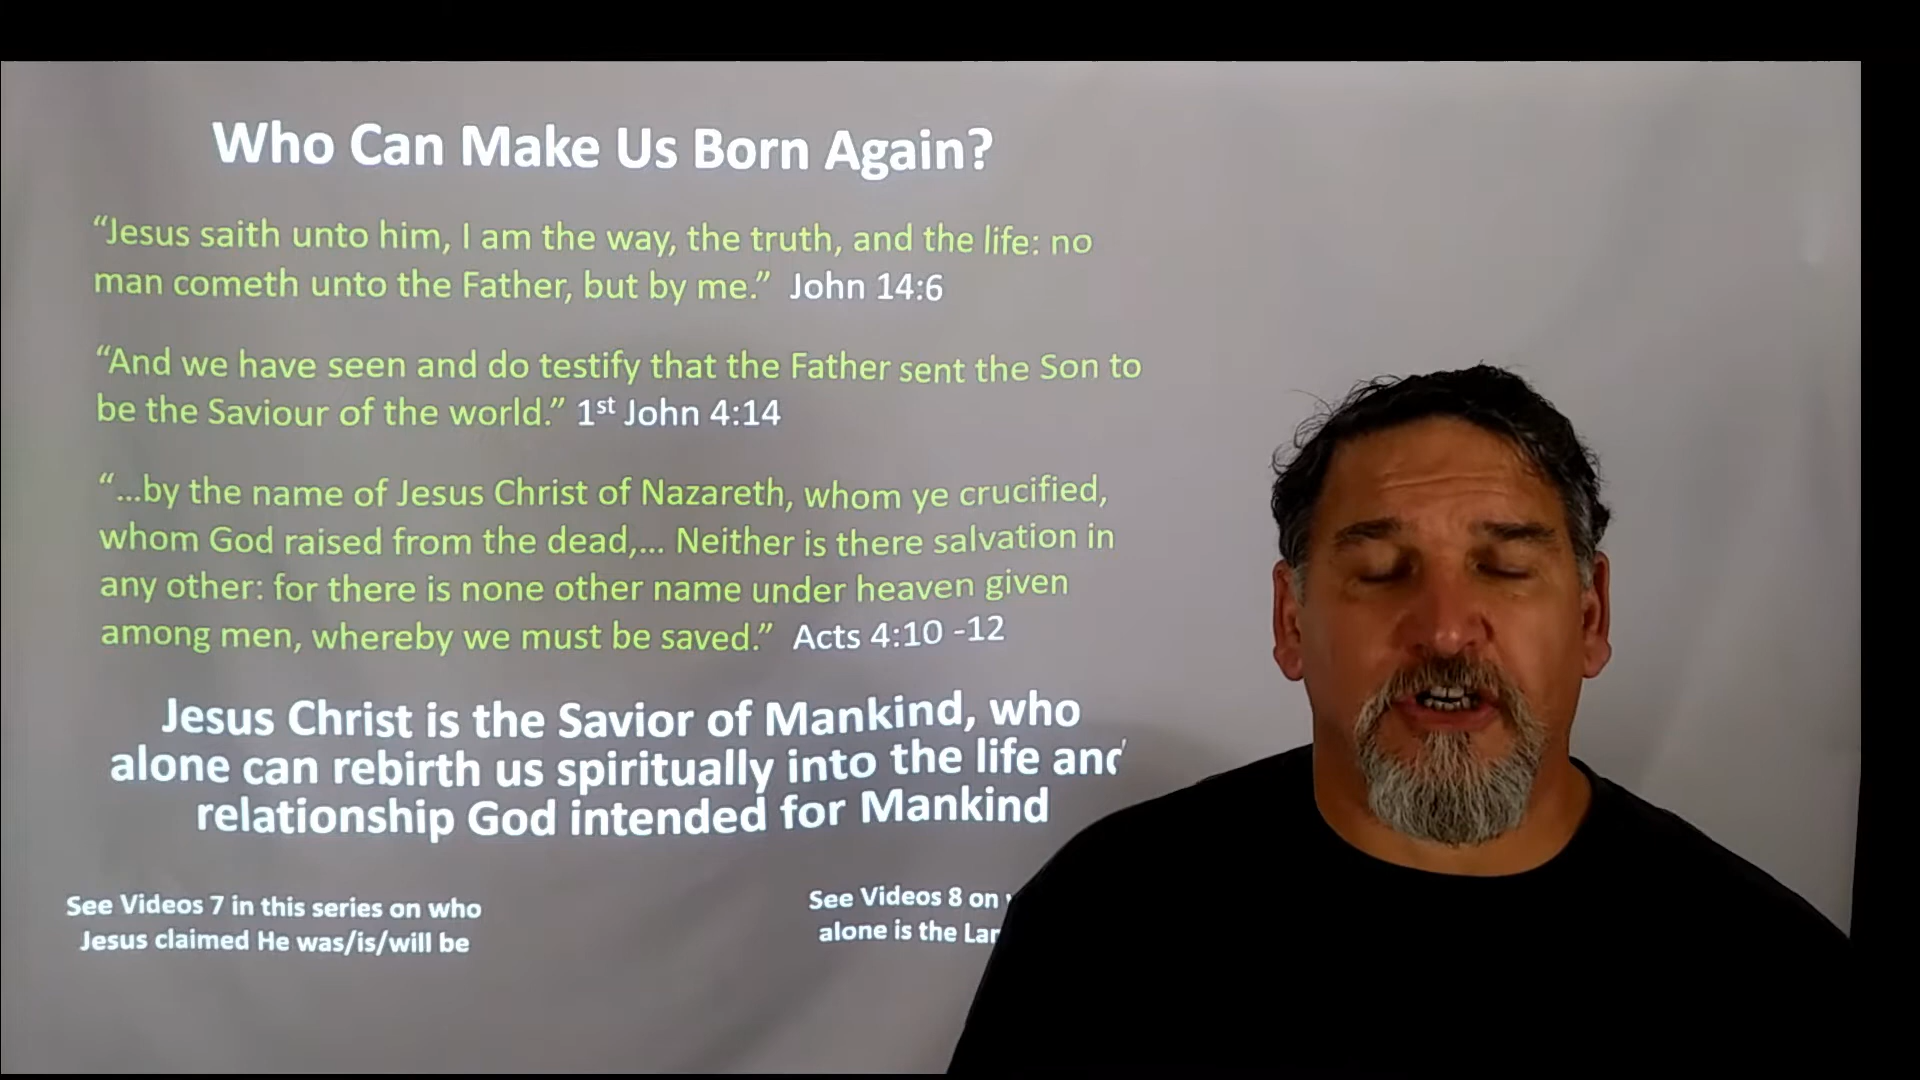 Who Can Make Us Born Again?
“Jesus saith unto him, I am the way, the truth, and the life: no
man cometh unto the Father, but by me.” John 14:6
“And we have seen and do testify that the Father sent the Son to
be the Saviour of the world.” 1st John 4:14
“...by the name of Jesus Christ of Nazareth, whom ye crucified,
whom God raised from the dead,... Neither is there salvation in
any other: for there is none other name under heaven given
among men, whereby we must be saved.” Acts 4:10 -12
Jesus Christ is the Savior of Mankind, who
alone can rebirth us spiritually into the life and
relationship God intended for Mankind
See Videos 7 in this series on who
Jesus claimed He was/is/will be
See Videos 8 on
alone is the